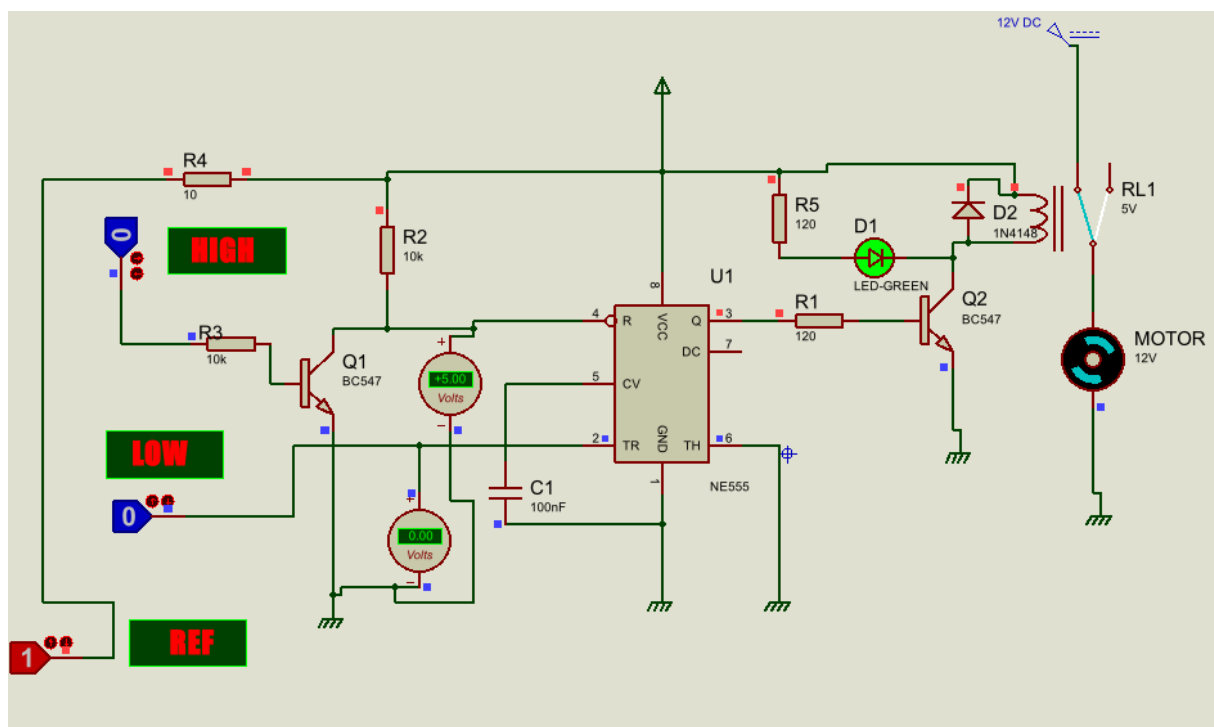 12V DC
R4
10
0
HIGH
R2
10k
R3
10k
Q1
BC547
+5.00
Volts
LOW
0
0.00
Volts
REF
1
C1
100nF
U1
8
VCC
4
R
Q
3
DC
7
5
CV
2
TR
GND
TH
6
1
NE555
R1
120
R5
120
D1
LED-GREEN
D2
1N4148
Q2
BC547
RL1
5V
MOTOR
12V